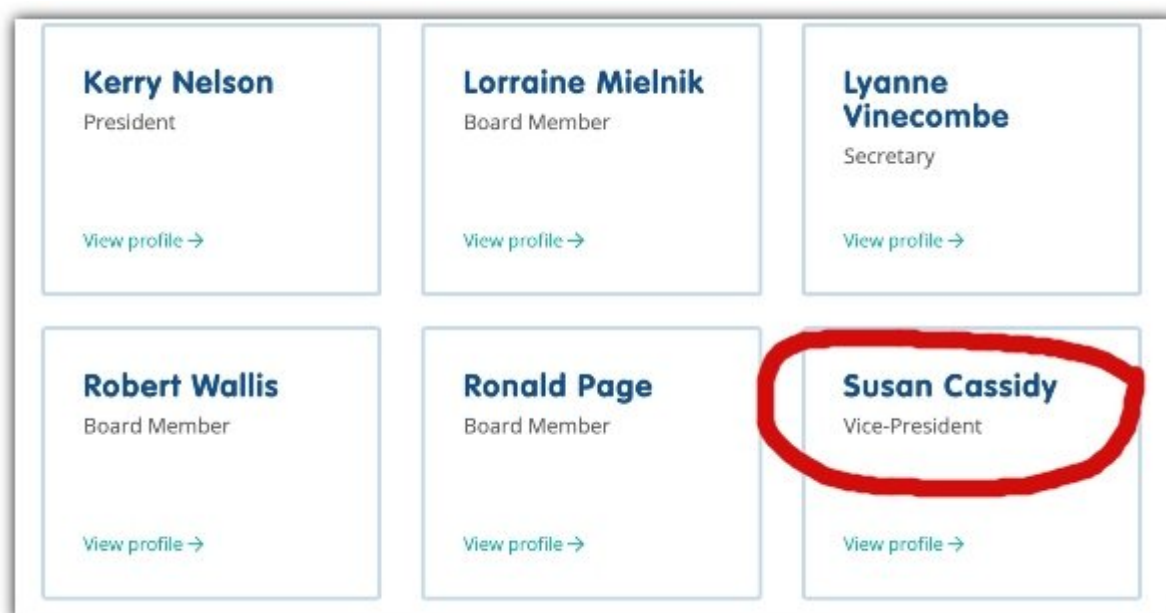 Kerry Nelson
President
View profile →
Lorraine Mielnik
Board Member
View profile →
Lyanne
Vinecombe
Secretary
View profile →
Robert Wallis
Board Member
View profile →
Ronald Page
Board Member
View profile →
Susan Cassidy
Vice-President
View profile →